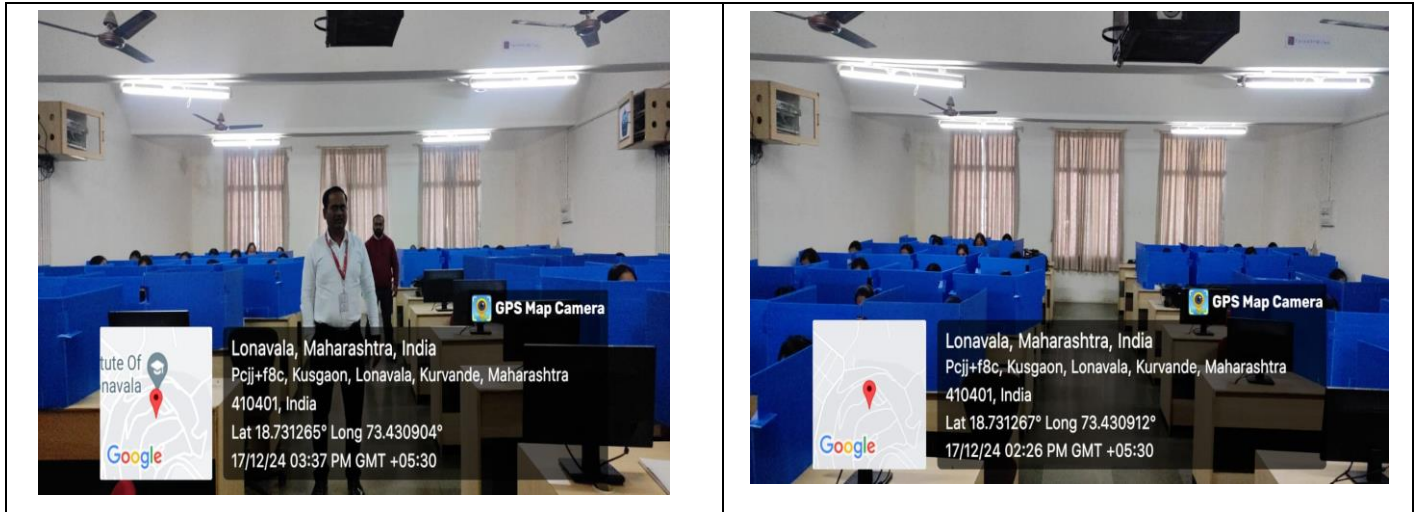 GPS Map Camera
tute Of
navala
Google
Lonavala, Maharashtra, India
Pcjj+f8c, Kusgaon, Lonavala, Kurvande, Maharashtra
410401, India
Lat 18.731265° Long 73.430904°
17/12/24 03:37 PM GMT +05:30
GPS Map Camera
Google
Lonavala, Maharashtra, India
Pcjj+f8c, Kusgaon, Lonavala, Kurvande, Maharashtra
410401, India
Lat 18.731267° Long 73.430912°
17/12/24 02:26 PM GMT +05:30